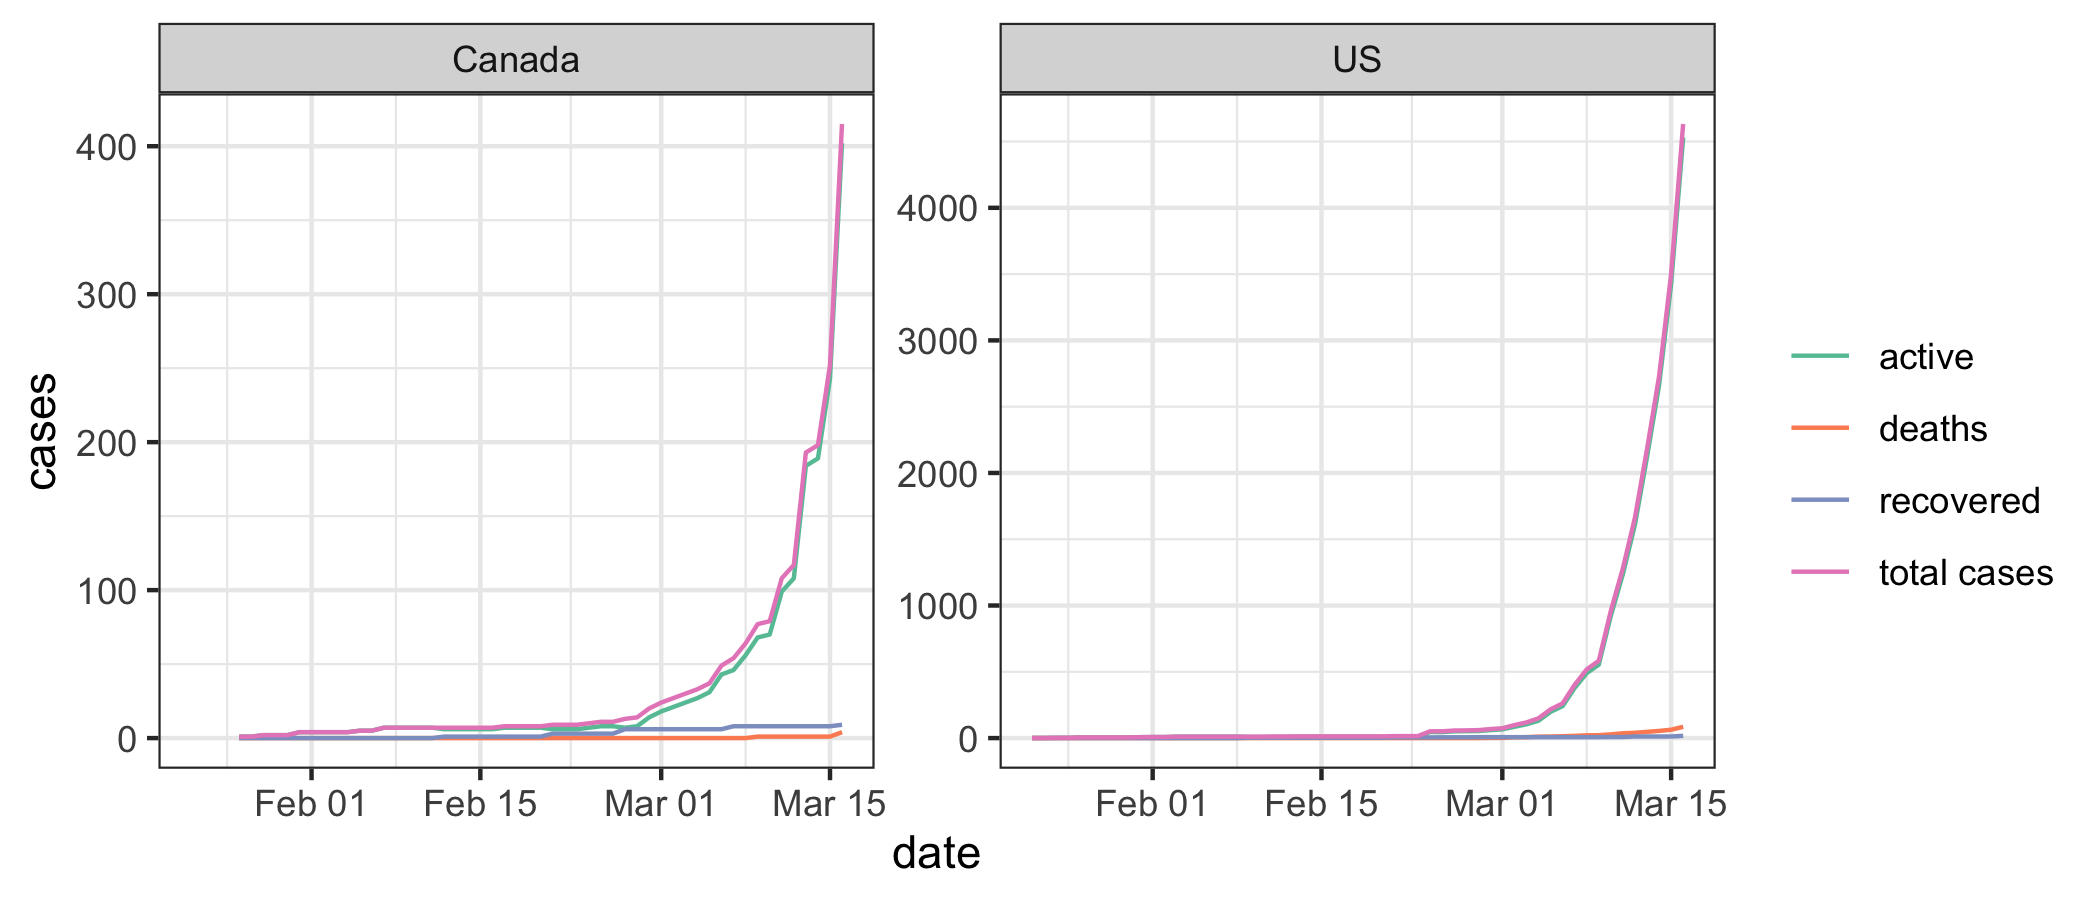 Canada
US
cases
400
300
200
100
0
4000
3000
2000
1000
0
Feb 01 Feb 15 Mar 01 Mar 15
Feb 01 Feb 15 Mar 01 Mar 15
date
active
deaths
recovered
total cases